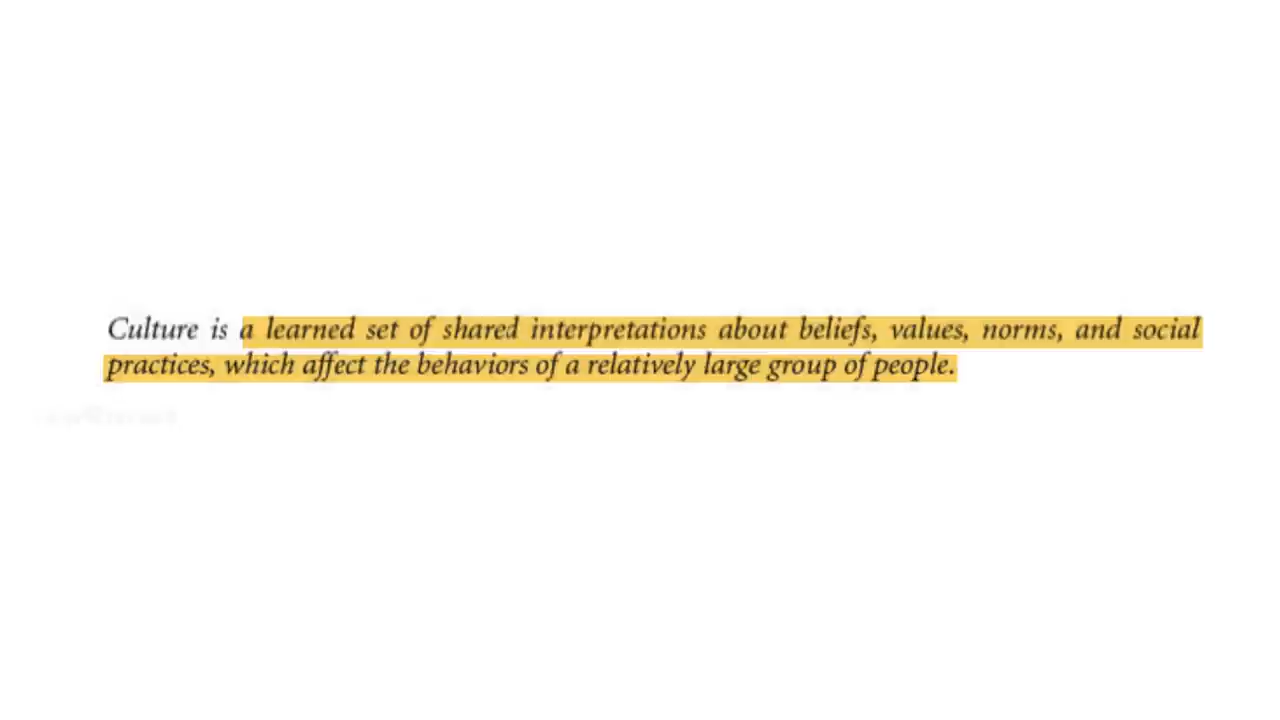 Culture is a learned set of shared interpretations about beliefs, values, norms, and social
practices, which affect the behaviors of a relatively large group of people.